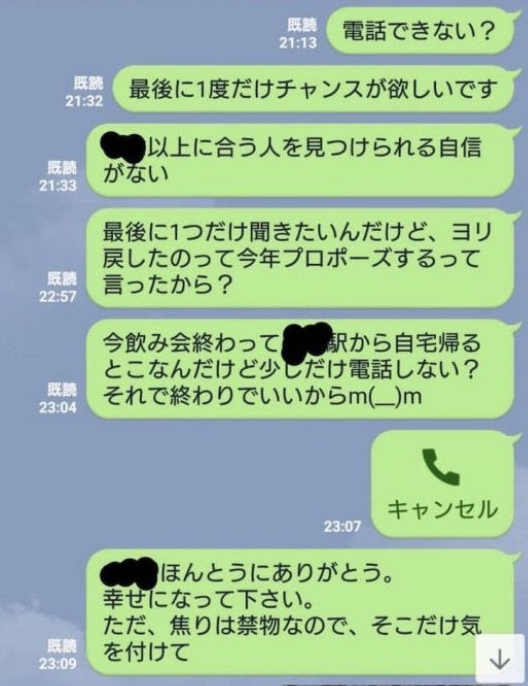 既読
21:13
電話できない？
既読
21:32
最後に1度だけチャンスが欲しいです
以上に合う人を見つけられる自信
がない
既読
21:33
最後に1つだけ聞きたいんだけど、ヨリ
戻したのって今年プロポーズするって
言ったから？
既読
22:57
今飲み会終わって
駅から自宅帰る
とこなんだけど少しだけ電話しない？
それで終わりでいいからm(__)m
既読
23:04
キャンセル
23:07
ほんとうにありがとう。
幸せになって下さい。
ただ、焦りは禁物なので、そこだけ気
を付けて
既読
23:09